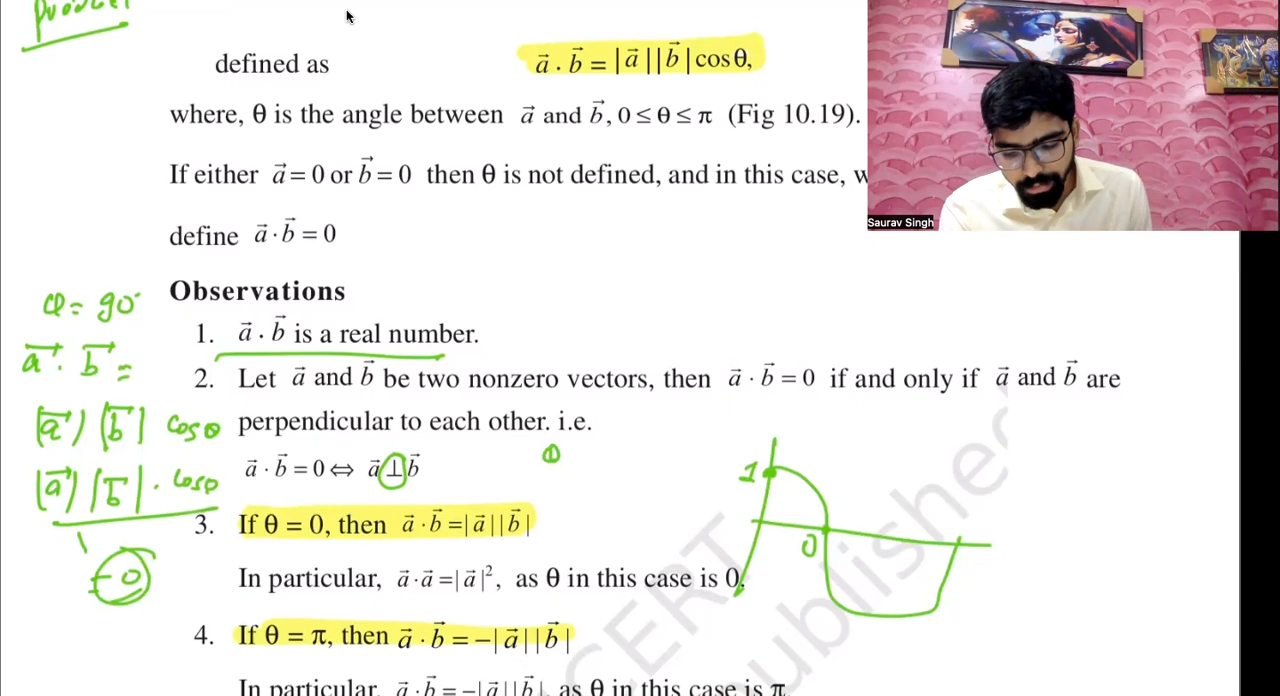 Product
defined as
a⃗ . b⃗ = |a⃗||b⃗|cosθ,
where, θ is the angle between a⃗ and b⃗, 0 ≤ θ ≤ π (Fig 10.19).
If either a⃗ = 0 or b⃗ = 0 then θ is not defined, and in this case, w
Saurav Singh
define a⃗ · b⃗ = 0
Observations
1. a⃗ . b⃗ is a real number.
2. Let a⃗ and b⃗ be two nonzero vectors, then a⃗ · b⃗ = 0 if and only if a⃗ and b⃗ are
perpendicular to each other. i.e.
a⃗ · b⃗ = 0 ⇔ a⃗ ⊥ b⃗
3. If θ = 0, then a⃗ · b⃗ = |a⃗||b⃗|
In particular, a⃗ · a⃗ = |a⃗|², as θ in this case is 0.
4. If θ = π, then a⃗ · b⃗ = −|a⃗||b⃗|
In particular, a⃗ · b⃗ = −|a⃗||b⃗|, as θ in this case is π
θ = 90°
a⃗ . b⃗ =
|a⃗| |b⃗| cosθ
|a⃗| |b⃗| .
= 0
1
0
①
CERT
ublishe